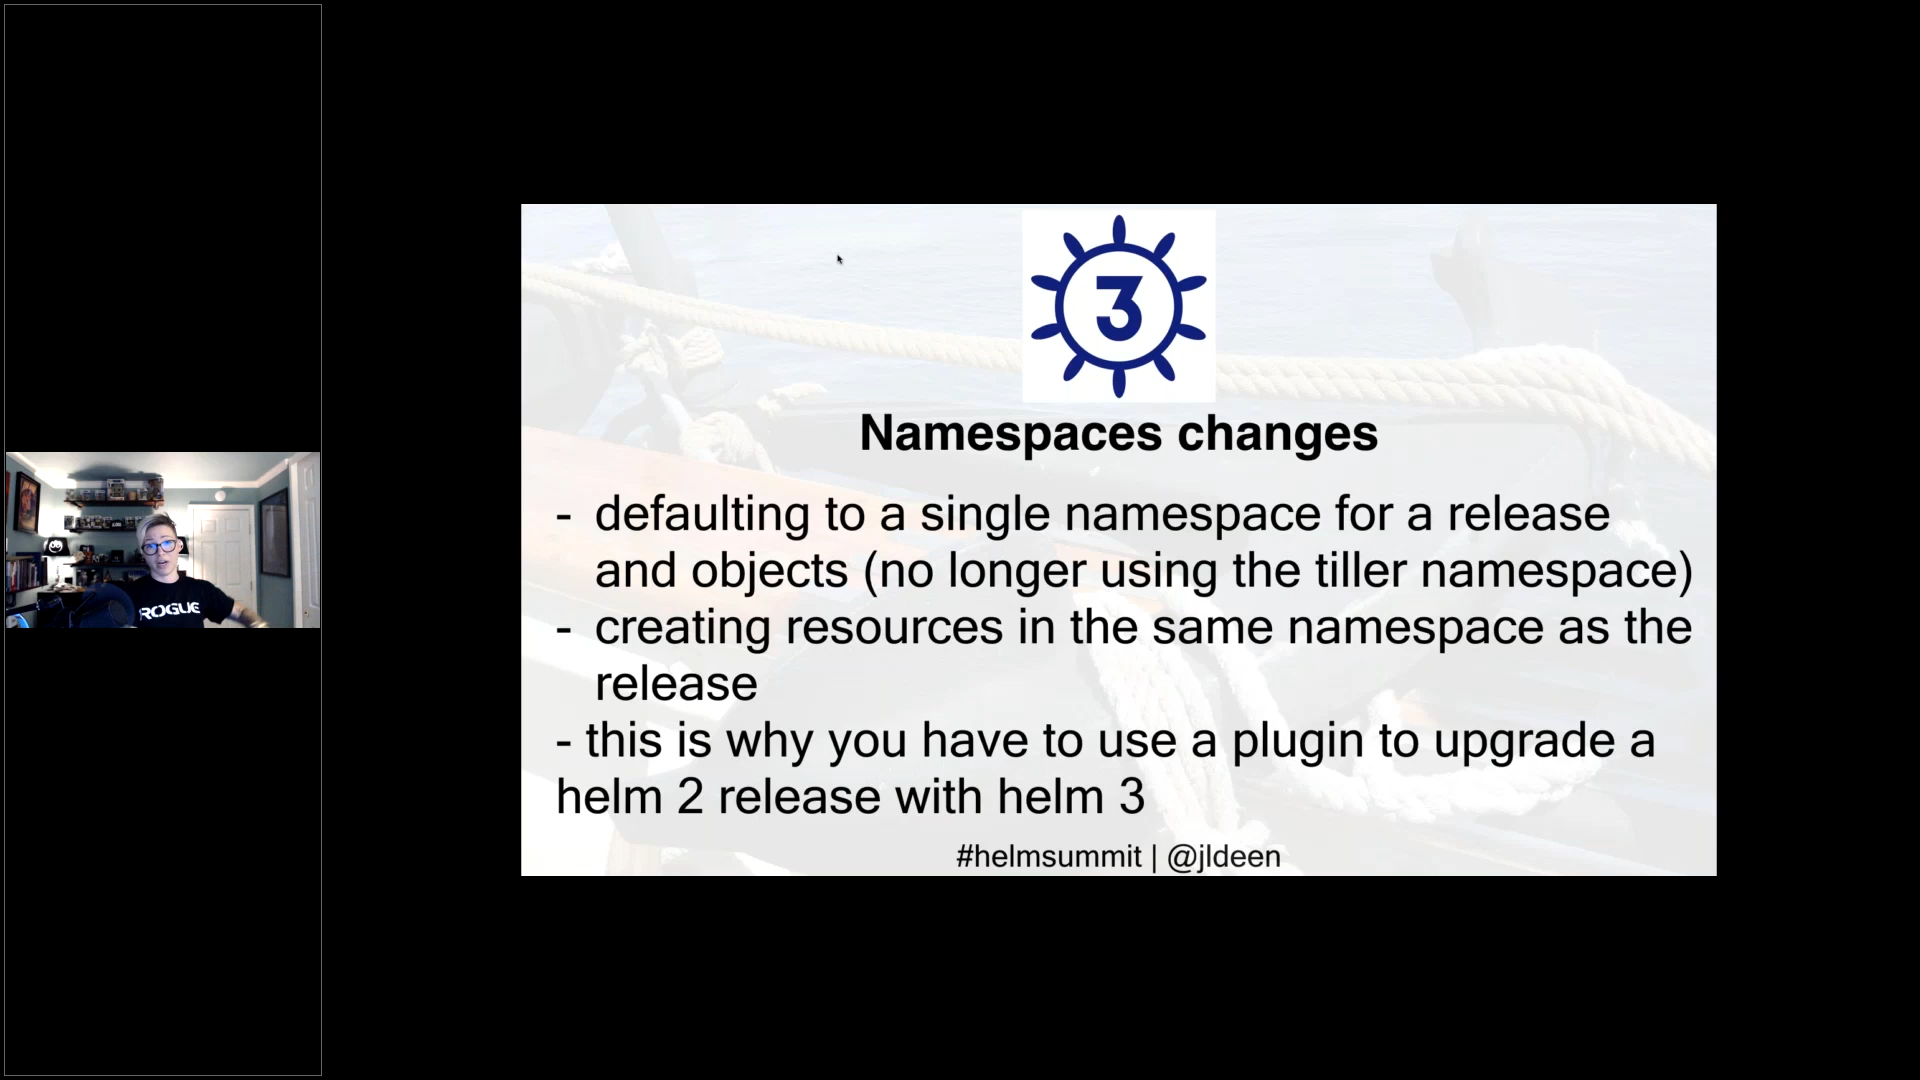 3
Namespaces changes
- defaulting to a single namespace for a release
and objects (no longer using the tiller namespace)
- creating resources in the same namespace as the
release
- this is why you have to use a plugin to upgrade a
helm 2 release with helm 3
#helmsummit | @jldeen
ROGUE